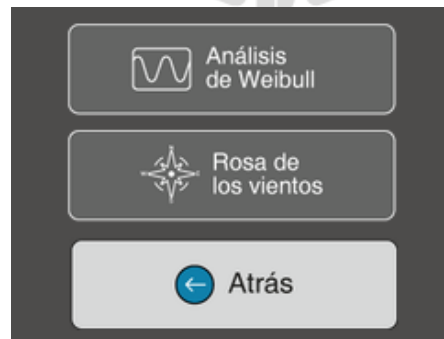 Análisis
de Weibull
Rosa de
los vientos
Atrás